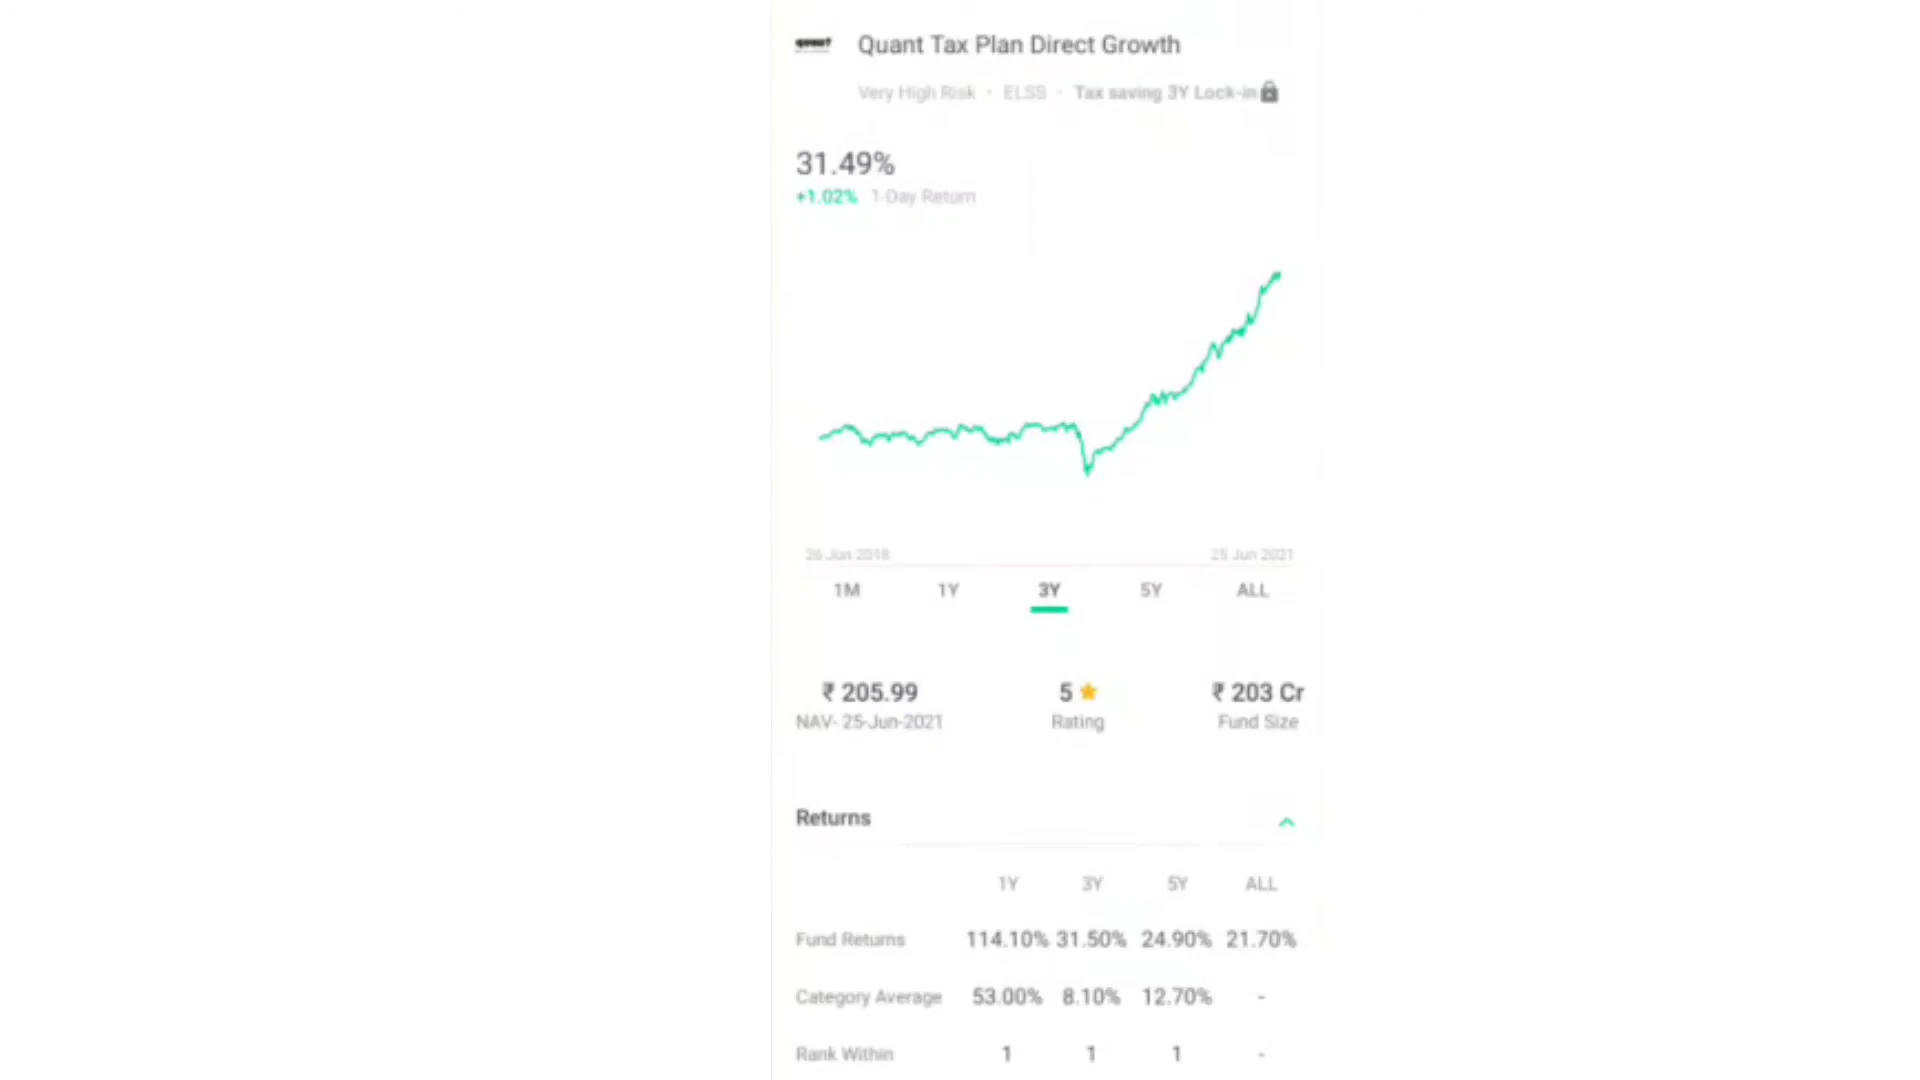 quant Quant Tax Plan Direct Growth
Very High Risk · ELSS · Tax saving 3Y Lock-in
31.49%
+1.02% 1-Day Return
26 Jun 2018 25 Jun 2021
1M 1Y 3Y 5Y ALL
₹ 205.99 5 ₹ 203 Cr
NAV- 25-Jun-2021 Rating Fund Size
Returns
1Y 3Y 5Y ALL
Fund Returns 114.10% 31.50% 24.90% 21.70%
Category Average 53.00% 8.10% 12.70% -
Rank Within 1 1 1 -